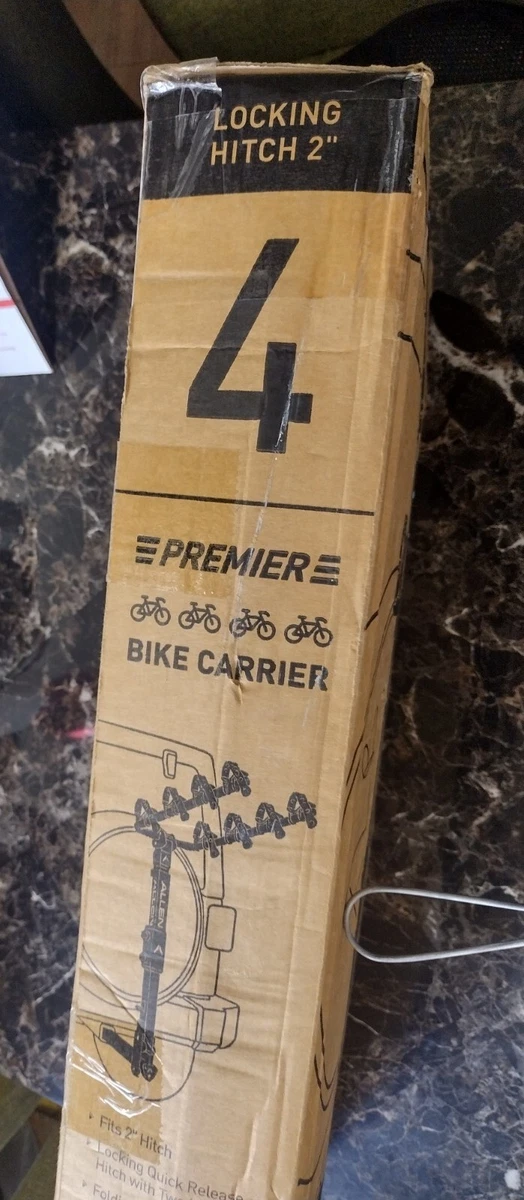 LOCKING
HITCH 2"
4
PREMIER
BIKE CARRIER
ALLEN
Fits 2" Hitch
Locking Quick Release
Hitch with